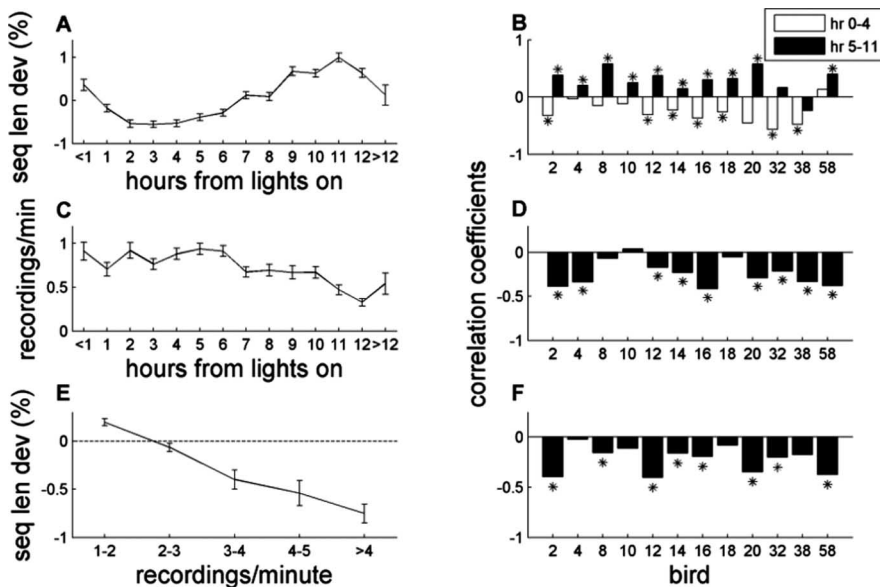 A
seq len dev (%)
1
0
-1
<1 1 2 3 4 5 6 7 8 9 10 11 12 >12
hours from lights on
B
hr 0-4
hr 5-11
1
0
1
2 4 8 10 12 14 16 18 20 32 38 58
C
recordings/min
1
0.5
0
<1 1 2 3 4 5 6 7 8 9 10 11 12 >12
hours from lights on
D
correlation coefficients
0
-0.5
-1
2 4 8 10 12 14 16 18 20 32 38 58
E
seq len dev (%)
0
-0.5
-1
1-2 2-3 3-4 4-5 >4
recordings/minute
F
0
-0.5
-1
2 4 8 10 12 14 16 18 20 32 38 58
bird